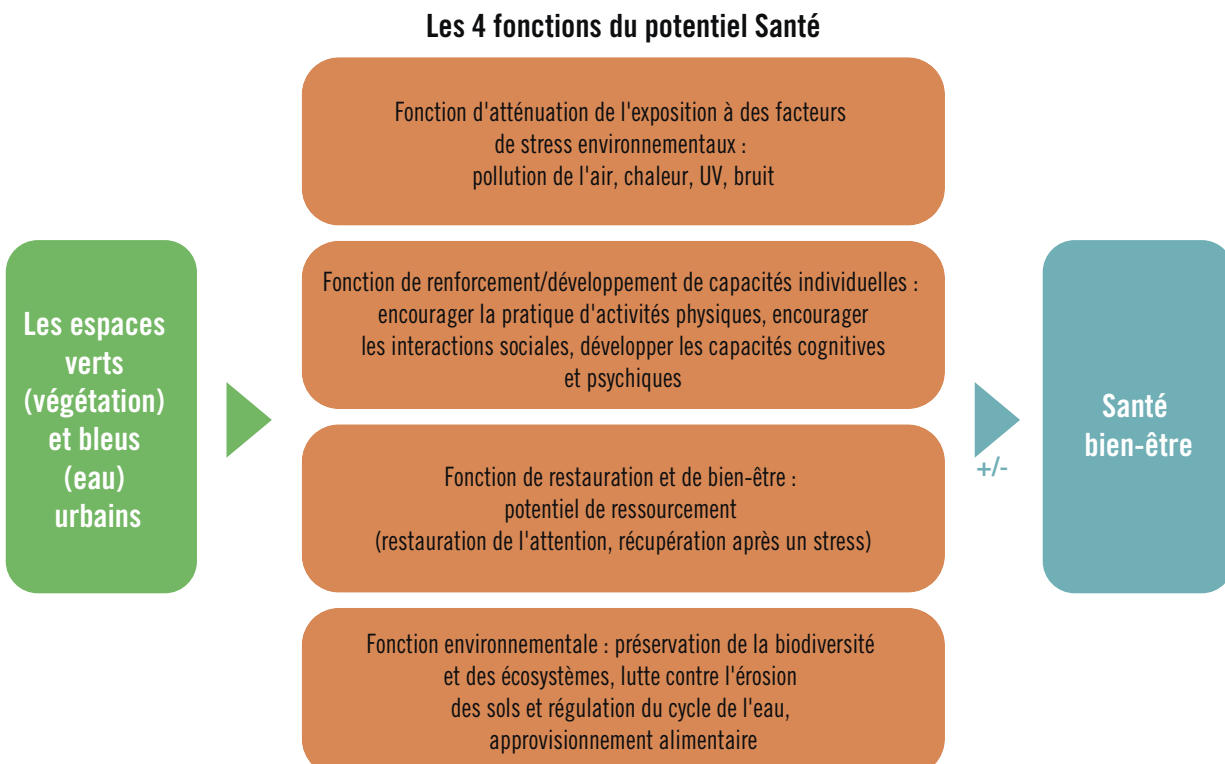 Les 4 fonctions du potentiel Santé
Fonction d'atténuation de l'exposition à des facteurs
de stress environnementaux :
pollution de l'air, chaleur, UV, bruit
Les espaces
verts
(végétation)
et bleus
(eau)
urbains
Fonction de renforcement/développement de capacités individuelles :
encourager la pratique d'activités physiques, encourager
les interactions sociales, développer les capacités cognitives
et psychiques
Fonction de restauration et de bien-être :
potentiel de ressourcement
(restauration de l'attention, récupération après un stress)
Fonction environnementale : préservation de la biodiversité
et des écosystèmes, lutte contre l'érosion
des sols et régulation du cycle de l'eau,
approvisionnement alimentaire
+/-
Santé
bien-être